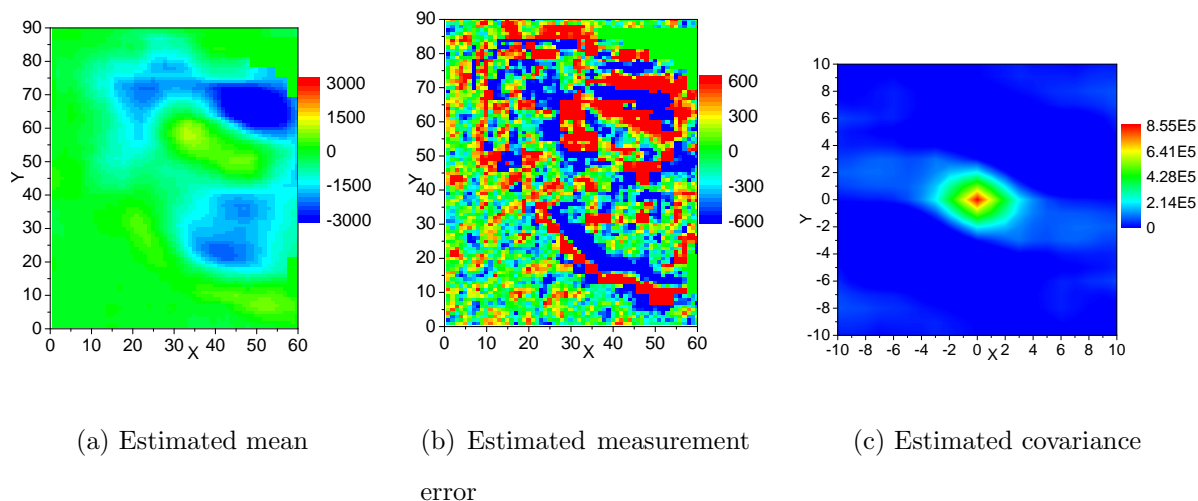 90
80
70
60
50
40
30
20
10
0
Y
0 10 20 30 40 50 60
X
3000
1500
0
-1500
-3000
90
80
70
60
50
40
30
20
10
0
Y
0 10 20 30 40 50 60
X
600
300
0
-300
-600
10
8
6
4
2
0
-2
-4
-6
-8
-10
Y
-10 -8 -6 -4 -2 0 2 4 6 8 10
X
8.55E5
6.41E5
4.28E5
2.14E5
0
(a) Estimated mean
(b) Estimated measurement
error
(c) Estimated covariance